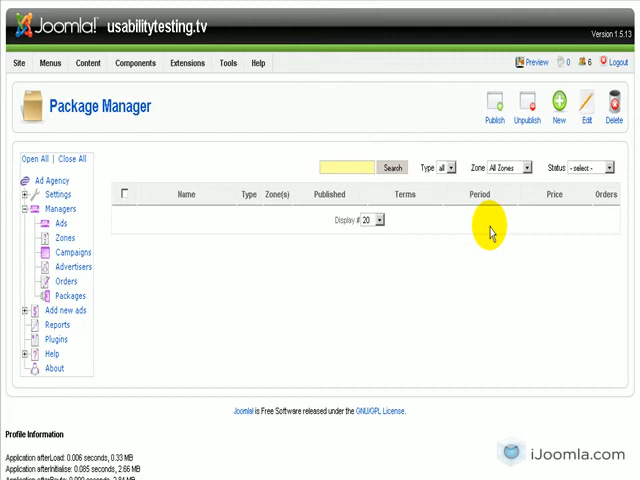 Joomla! usabilitytesting.tv
Version 1.5.13
Site Menus Content Components Extensions Tools Help Preview 0 6 Logout
Package Manager
Publish Unpublish New Edit Delete
Open All | Close All
Search Type all Zone All Zones Status - select -
Ad Agency
Settings
Managers
Ads
Zones
Campaigns
Advertisers
Orders
Packages
Add new ads
Reports
Plugins
Help
About
Name Type Zone(s) Published Terms Period Price Orders
Display # 20
Joomla! is Free Software released under the GNU/GPL License.
Profile Information
Application afterLoad: 0.006 seconds, 0.33 MB
Application afterInitialise: 0.085 seconds, 2.66 MB
iJoomla.com